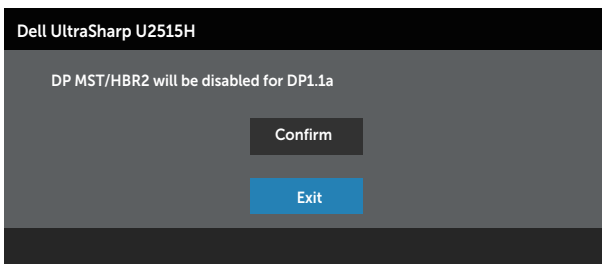 Dell UltraSharp U2515H
DP MST/HBR2 will be disabled for DP1.1a
Confirm
Exit